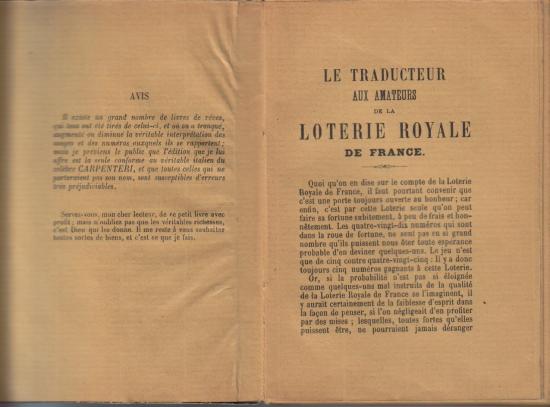 AVIS
Il existe un grand nombre de livres de rêves,
qui tous ont été tirés de celui-ci, et où on a tronqué,
augmenté ou diminué la véritable interprétation des
songes et des numéros auxquels ils se rapportent;
mais je préviens le public que l'édition que je lui
offre est la seule conforme au véritable italien du
célèbre CARPENTERI, et que toutes celles qui ne
porteraient pas son nom, sont susceptibles d'erreurs
très préjudiciables.
Servez-vous, mon cher lecteur, de ce petit livre avec
profit; mais n'oubliez pas que les véritables richesses,
c'est Dieu qui les donne. Il me reste à vous souhaiter
toutes sortes de biens, et c'est ce que je fais.
LE TRADUCTEUR
AUX AMATEURS
DE LA
LOTERIE ROYALE
DE FRANCE.
Quoi qu'on en dise sur le compte de la Loterie
Royale de France, il faut pourtant convenir que
c'est une porte toujours ouverte au bonheur; car
enfin, c'est par cette Loterie seule qu'on peut
faire sa fortune subitement, à peu de frais et hon-
nêtement. Les quatre-vingt-dix numéros qui sont
dans la roue de fortune, ne sont pas en si grand
nombre qu'ils puissent nous ôter toute espérance
probable d'en deviner quelques-uns. Le jeu n'est
que de cinq contre quatre-vingt-cinq: Il y a donc
toujours cinq numéros gagnants à cette Loterie.
Or, si la probabilité n'est pas si éloignée
comme quelques-uns mal instruits de la qualité
de la Loterie Royale de France se l'imaginent, il
y aurait certainement de la faiblesse d'esprit dans
la façon de penser, si l'on négligeait d'en profiter
par des mises; lesquelles, toutes fortes qu'elles
puissent être, ne pourraient jamais déranger